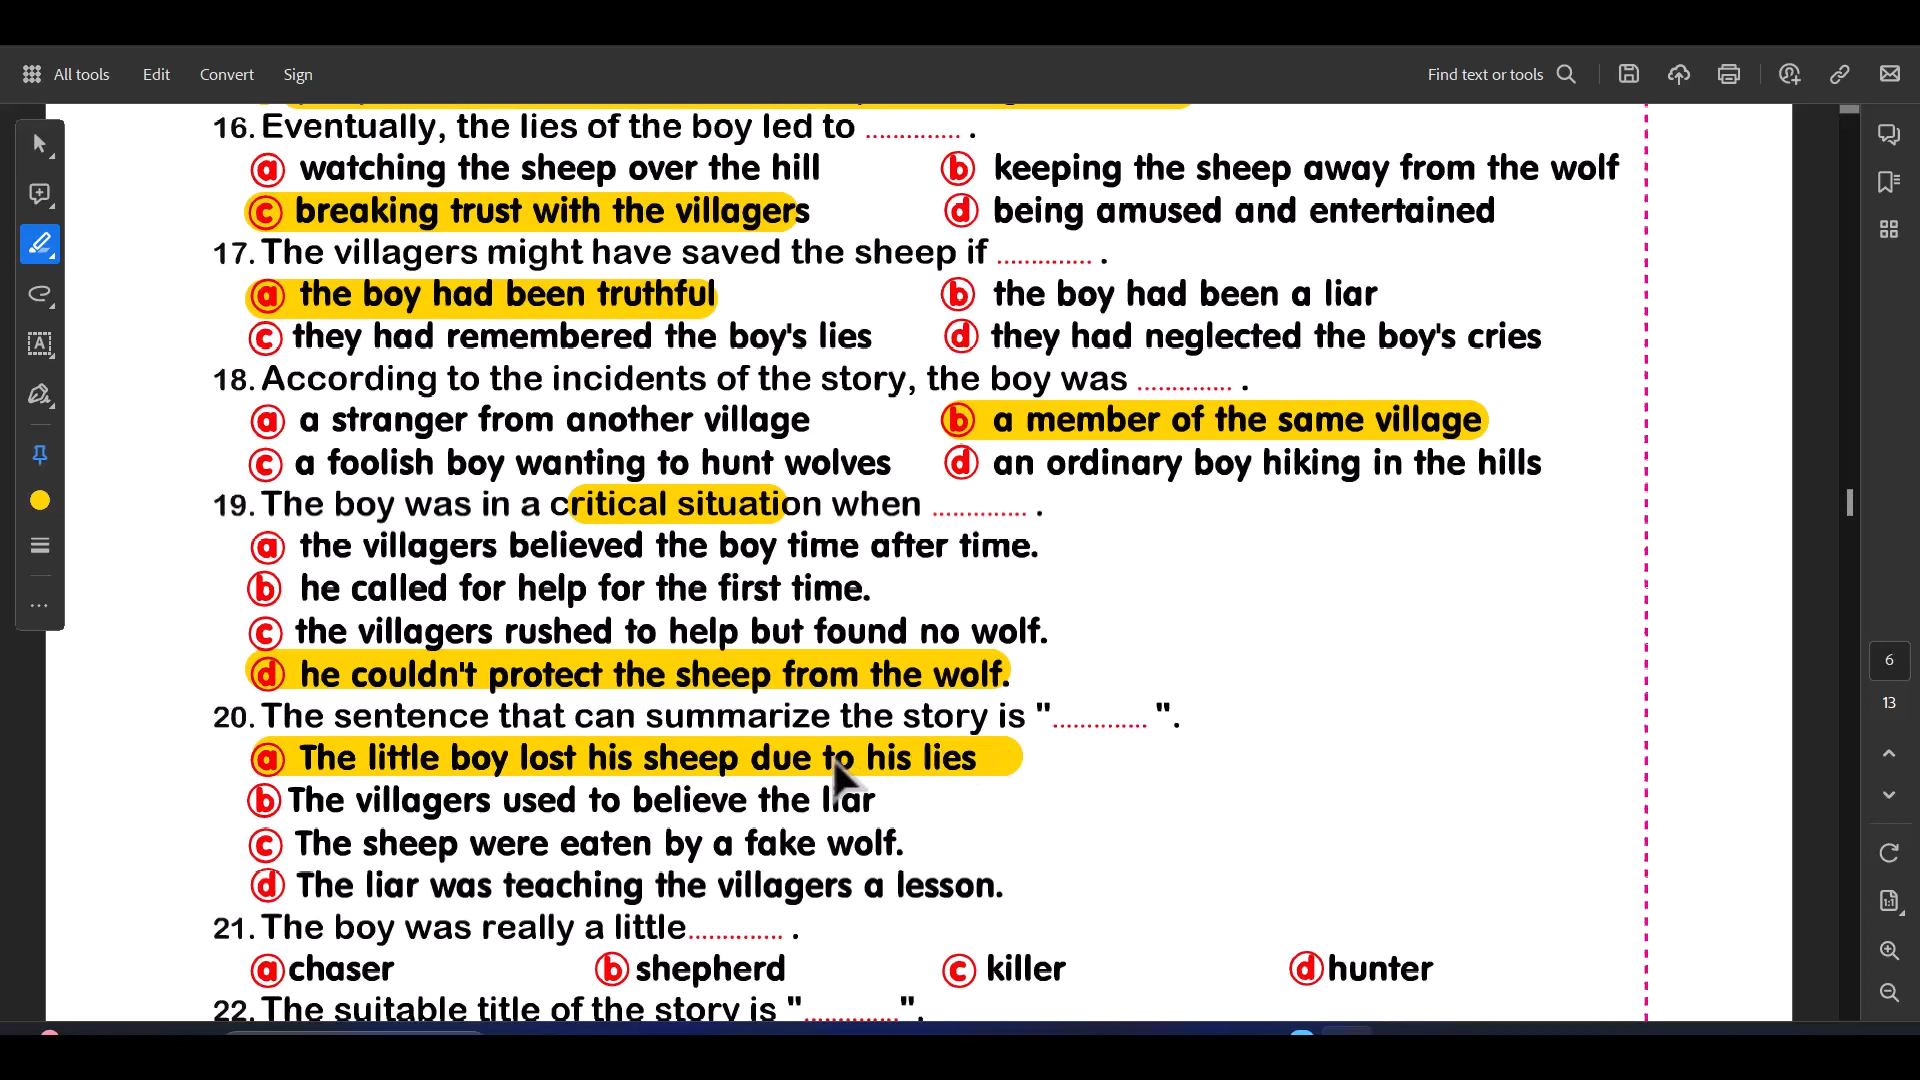 All tools Edit Convert Sign Find text or tools
16. Eventually, the lies of the boy led to .............. .
a watching the sheep over the hill b keeping the sheep away from the wolf
c breaking trust with the villagers d being amused and entertained
17. The villagers might have saved the sheep if .............. .
a the boy had been truthful b the boy had been a liar
c they had remembered the boy's lies d they had neglected the boy's cries
18. According to the incidents of the story, the boy was .............. .
a a stranger from another village b a member of the same village
c a foolish boy wanting to hunt wolves d an ordinary boy hiking in the hills
19. The boy was in a critical situation when .............. .
a the villagers believed the boy time after time.
b he called for help for the first time.
c the villagers rushed to help but found no wolf.
d he couldn't protect the sheep from the wolf.
20. The sentence that can summarize the story is ".............. ".
a The little boy lost his sheep due to his lies
b The villagers used to believe the liar
c The sheep were eaten by a fake wolf.
d The liar was teaching the villagers a lesson.
21. The boy was really a little.............. .
a chaser b shepherd c killer d hunter
22. The suitable title of the story is "..............".
6
13